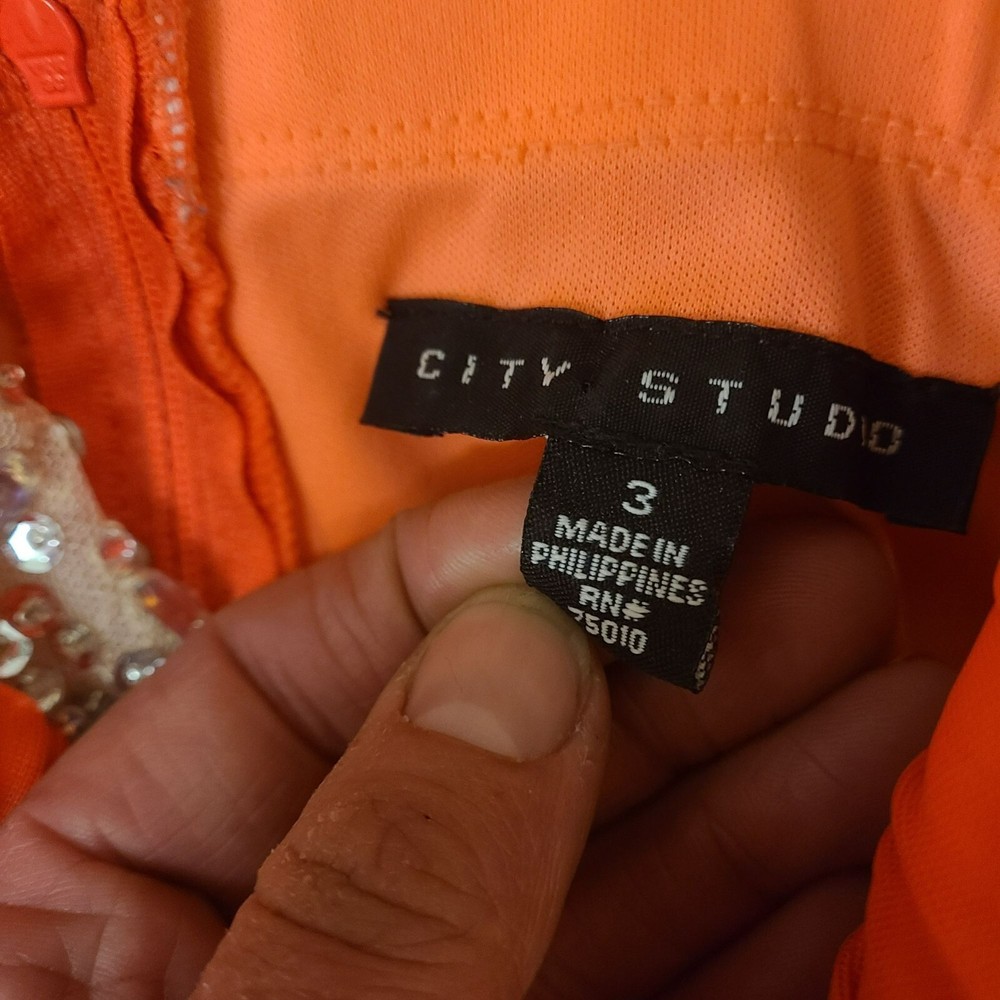 CITY STUDIO
3
MADE IN
PHILIPPINES
RN#
75010